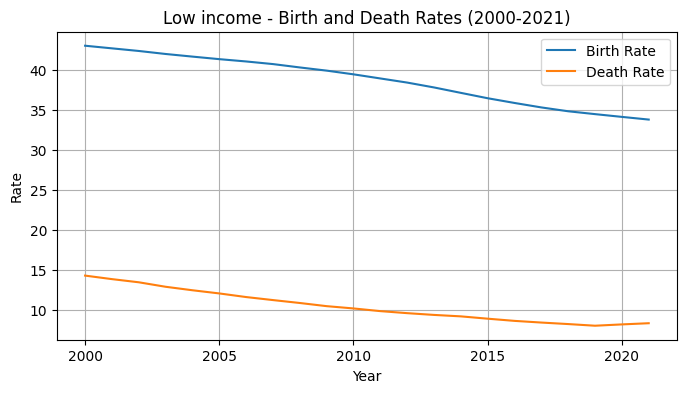 Low income - Birth and Death Rates (2000-2021)
Birth Rate
Death Rate
Rate
40
35
30
25
20
15
10
2000 2005 2010 2015 2020
Year